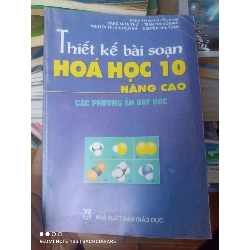 Thiết kế bài soạn
HOÁ HỌC 10
NÂNG CAO
CÁC PHƯƠNG ÁN DẠY HỌC
NHÀ XUẤT BẢN GIÁO DỤC